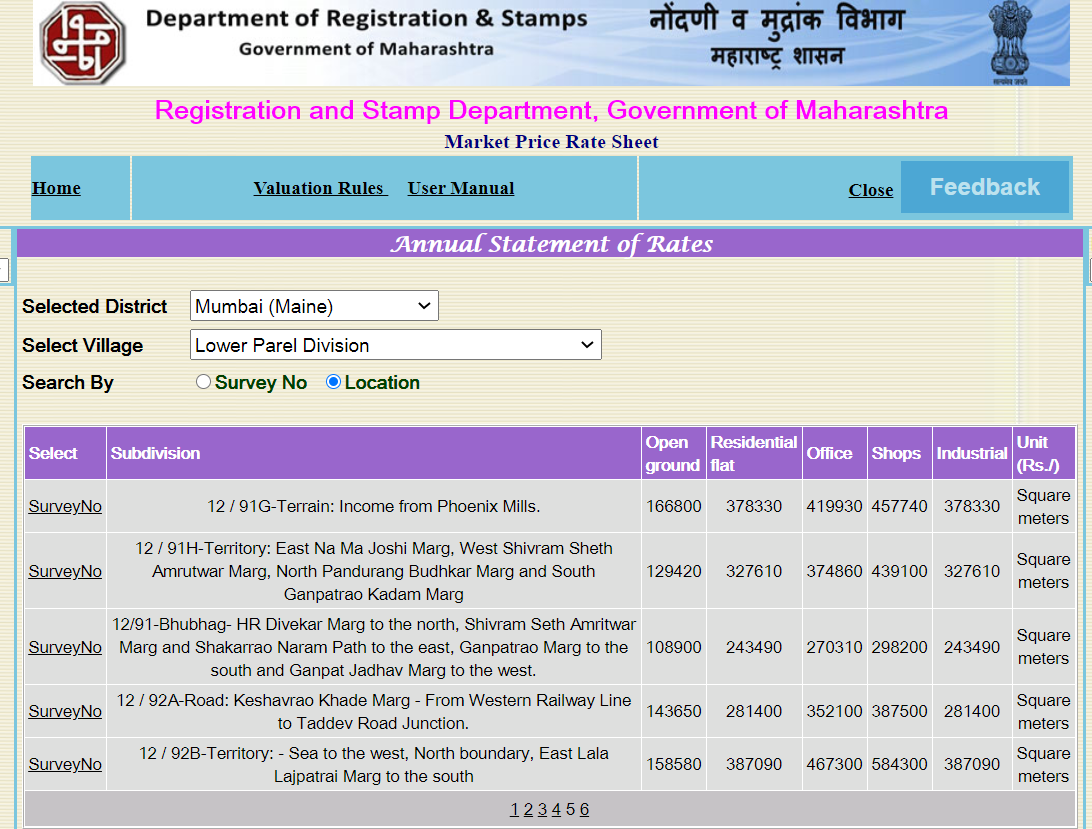 Department of Registration & Stamps
Government of Maharashtra
नोंदणी व मुद्रांक विभाग
महाराष्ट्र शासन
सत्यमेव जयते
Registration and Stamp Department, Government of Maharashtra
Market Price Rate Sheet
Home Valuation Rules User Manual Close Feedback
Annual Statement of Rates
Selected District Mumbai (Maine)
Select Village Lower Parel Division
Search By Survey No Location
Select Subdivision Open ground Residential flat Office Shops Industrial Unit (Rs./)
SurveyNo 12 / 91G-Terrain: Income from Phoenix Mills. 166800 378330 419930 457740 378330 Square meters
SurveyNo 12 / 91H-Territory: East Na Ma Joshi Marg, West Shivram Sheth
Amrutwar Marg, North Pandurang Budhkar Marg and South
Ganpatrao Kadam Marg 129420 327610 374860 439100 327610 Square meters
SurveyNo 12/91-Bhubhag- HR Divekar Marg to the north, Shivram Seth Amritwar
Marg and Shakarrao Naram Path to the east, Ganpatrao Marg to the
south and Ganpat Jadhav Marg to the west. 108900 243490 270310 298200 243490 Square meters
SurveyNo 12 / 92A-Road: Keshavrao Khade Marg - From Western Railway Line
to Taddev Road Junction. 143650 281400 352100 387500 281400 Square meters
SurveyNo 12 / 92B-Territory: - Sea to the west, North boundary, East Lala
Lajpatrai Marg to the south 158580 387090 467300 584300 387090 Square meters
1 2 3 4 5 6